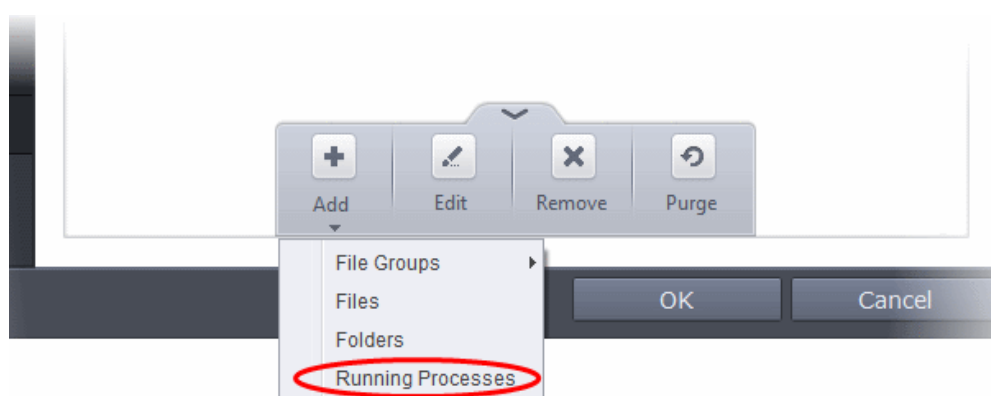 Add Edit Remove Purge
File Groups
Files
Folders
Running Processes
OK Cancel